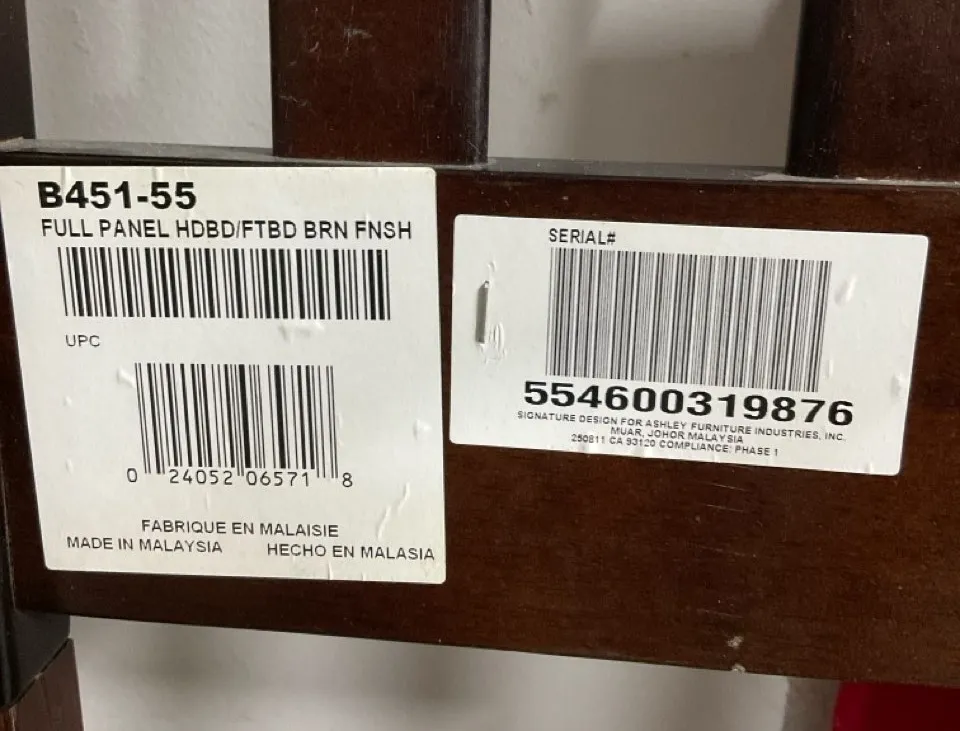 B451-55
FULL PANEL HDBD/FTBD BRN FNSH
UPC
0 24052 06571 8
FABRIQUE EN MALAISIE
MADE IN MALAYSIA HECHO EN MALASIA
SERIAL#
554600319876
SIGNATURE DESIGN FOR ASHLEY FURNITURE INDUSTRIES, INC.
MUAR, JOHOR MALAYSIA
250811 CA 93120 COMPLIANCE: PHASE 1